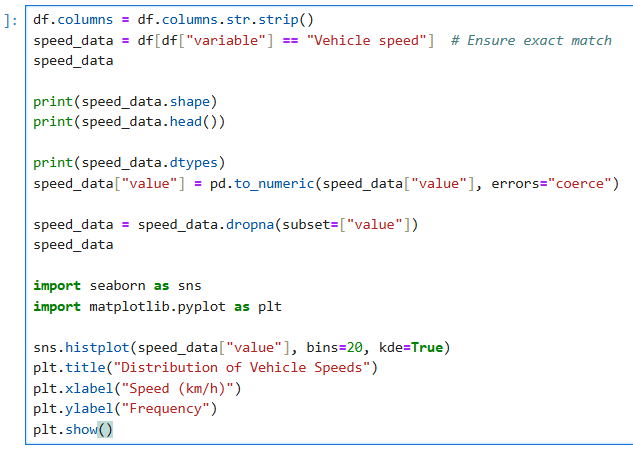 ]: df.columns = df.columns.str.strip()
speed_data = df[df["variable"] == "Vehicle speed"]  # Ensure exact match
speed_data
print(speed_data.shape)
print(speed_data.head())
print(speed_data.dtypes)
speed_data["value"] = pd.to_numeric(speed_data["value"], errors="coerce")
speed_data = speed_data.dropna(subset=["value"])
speed_data
import seaborn as sns
import matplotlib.pyplot as plt
sns.histplot(speed_data["value"], bins=20, kde=True)
plt.title("Distribution of Vehicle Speeds")
plt.xlabel("Speed (km/h)")
plt.ylabel("Frequency")
plt.show()